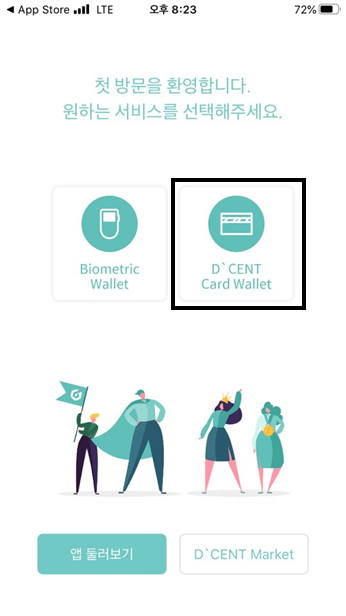 App Store LTE 오후 8:23 72%
첫 방문을 환영합니다.
원하는 서비스를 선택해주세요.
Biometric
Wallet
D`CENT
Card Wallet
앱 둘러보기
D`CENT Market